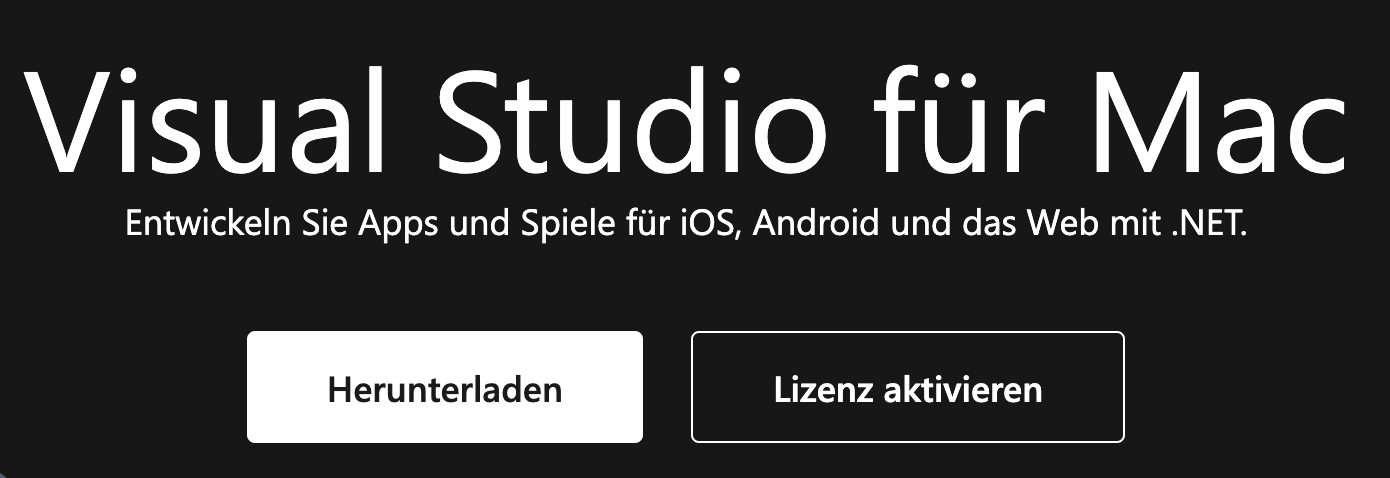 Visual Studio für Mac
Entwickeln Sie Apps und Spiele für iOS, Android und das Web mit .NET.
Herunterladen
Lizenz aktivieren